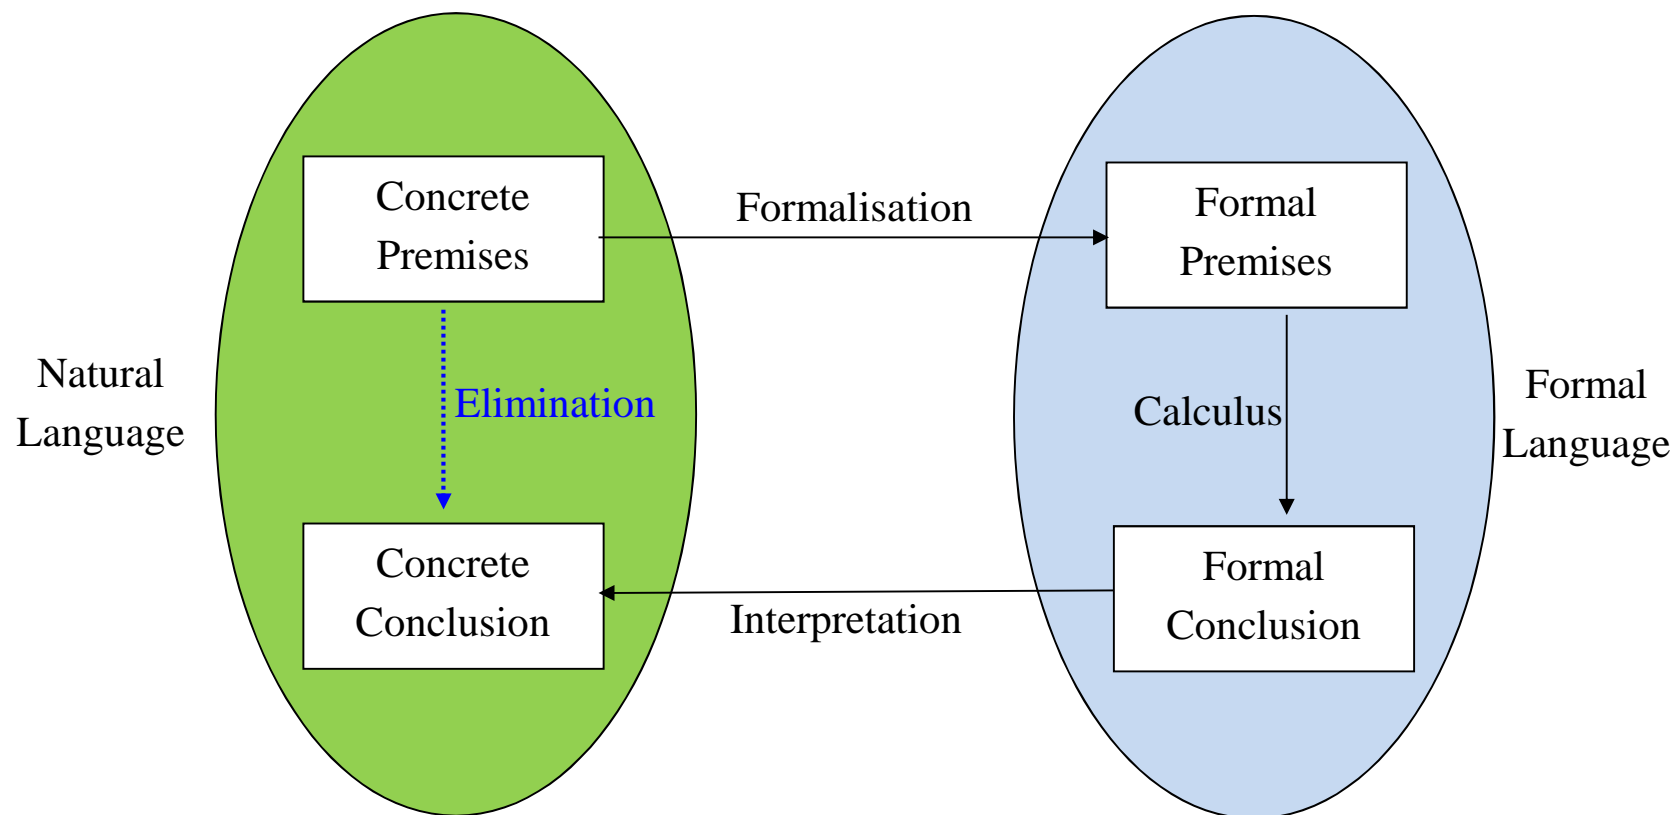 Concrete
Premises
Formalisation
Formal
Premises
Natural
Language
Elimination
Calculus
Formal
Language
Concrete
Conclusion
Interpretation
Formal
Conclusion